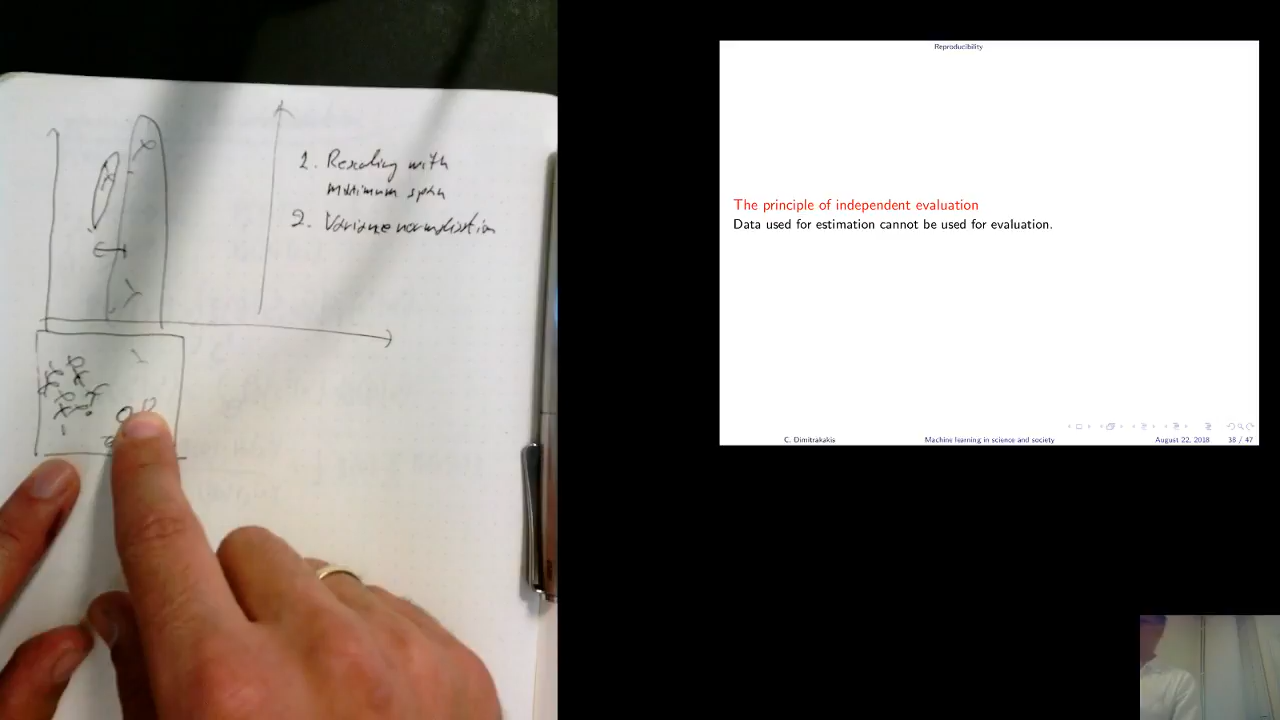 1. Rescaling with
maximum span
2. Variance normalisation
Reproducibility
The principle of independent evaluation
Data used for estimation cannot be used for evaluation.
C. Dimitrakakis
Machine learning in science and society
August 22, 2018
38 / 47